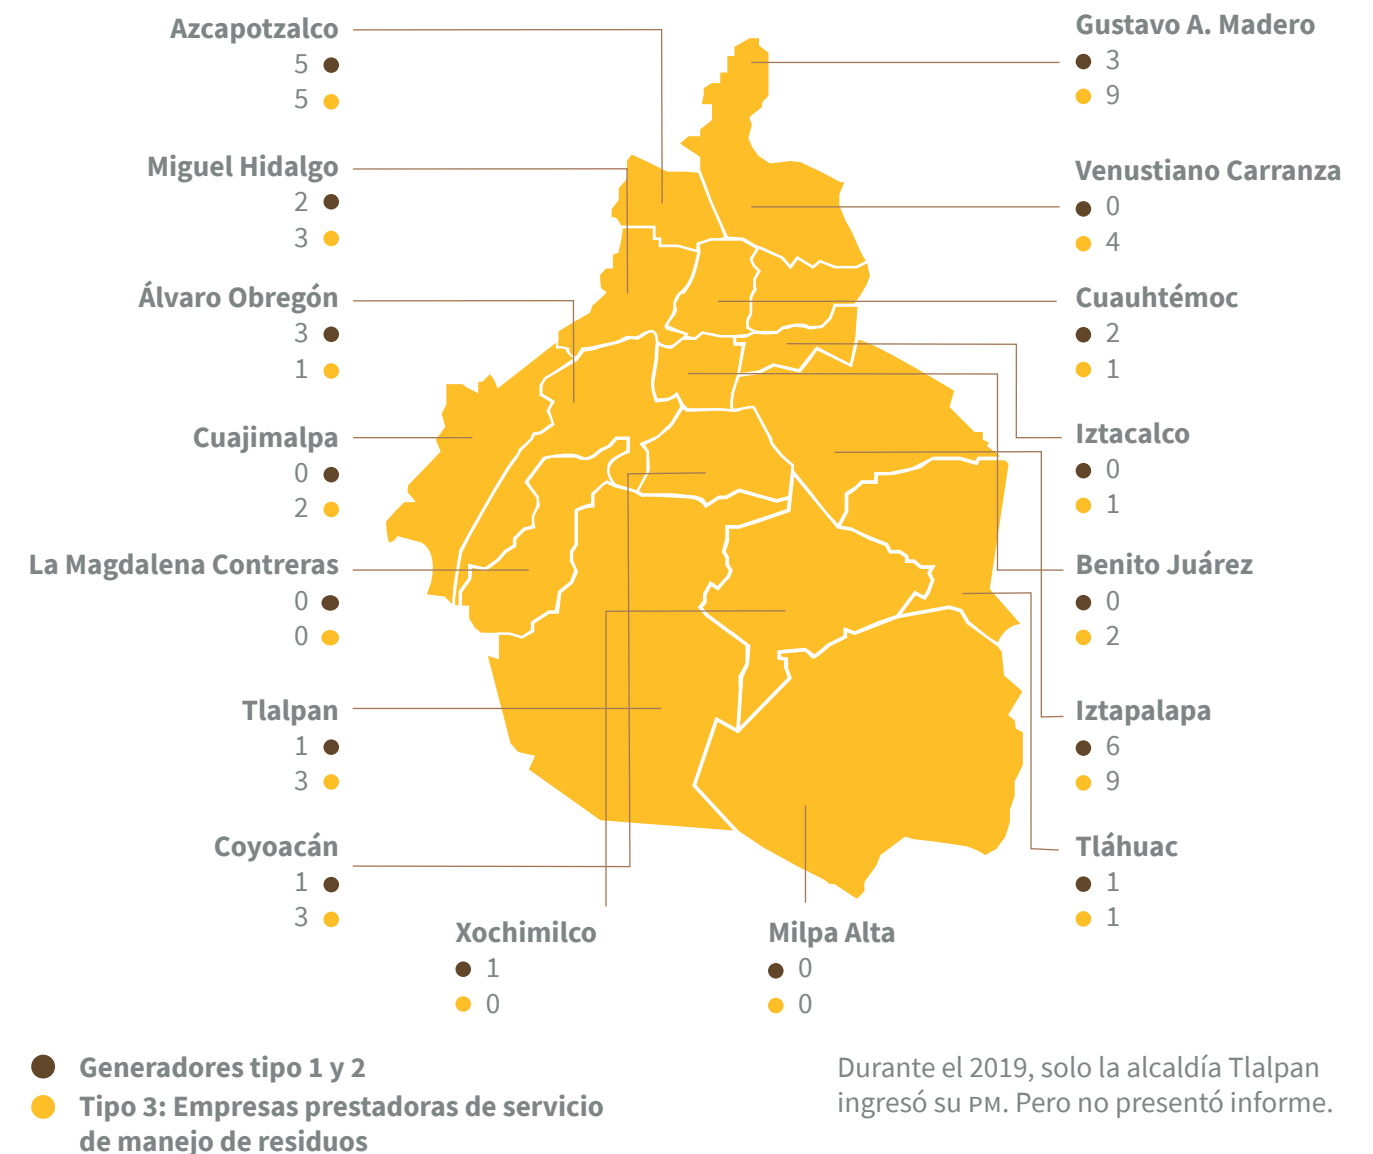 Azcapotzalco
5
5
Miguel Hidalgo
2
3
Álvaro Obregón
3
1
Cuajimalpa
0
2
La Magdalena Contreras
0
0
Tlalpan
1
3
Coyoacán
1
3
Xochimilco
1
0
Milpa Alta
0
0
Gustavo A. Madero
3
9
Venustiano Carranza
0
4
Cuauhtémoc
2
1
Iztacalco
0
1
Benito Juárez
0
2
Iztapalapa
6
9
Tláhuac
1
1
Generadores tipo 1 y 2
Tipo 3: Empresas prestadoras de servicio
de manejo de residuos
Durante el 2019, solo la alcaldía Tlalpan
ingresó su PM. Pero no presentó informe.